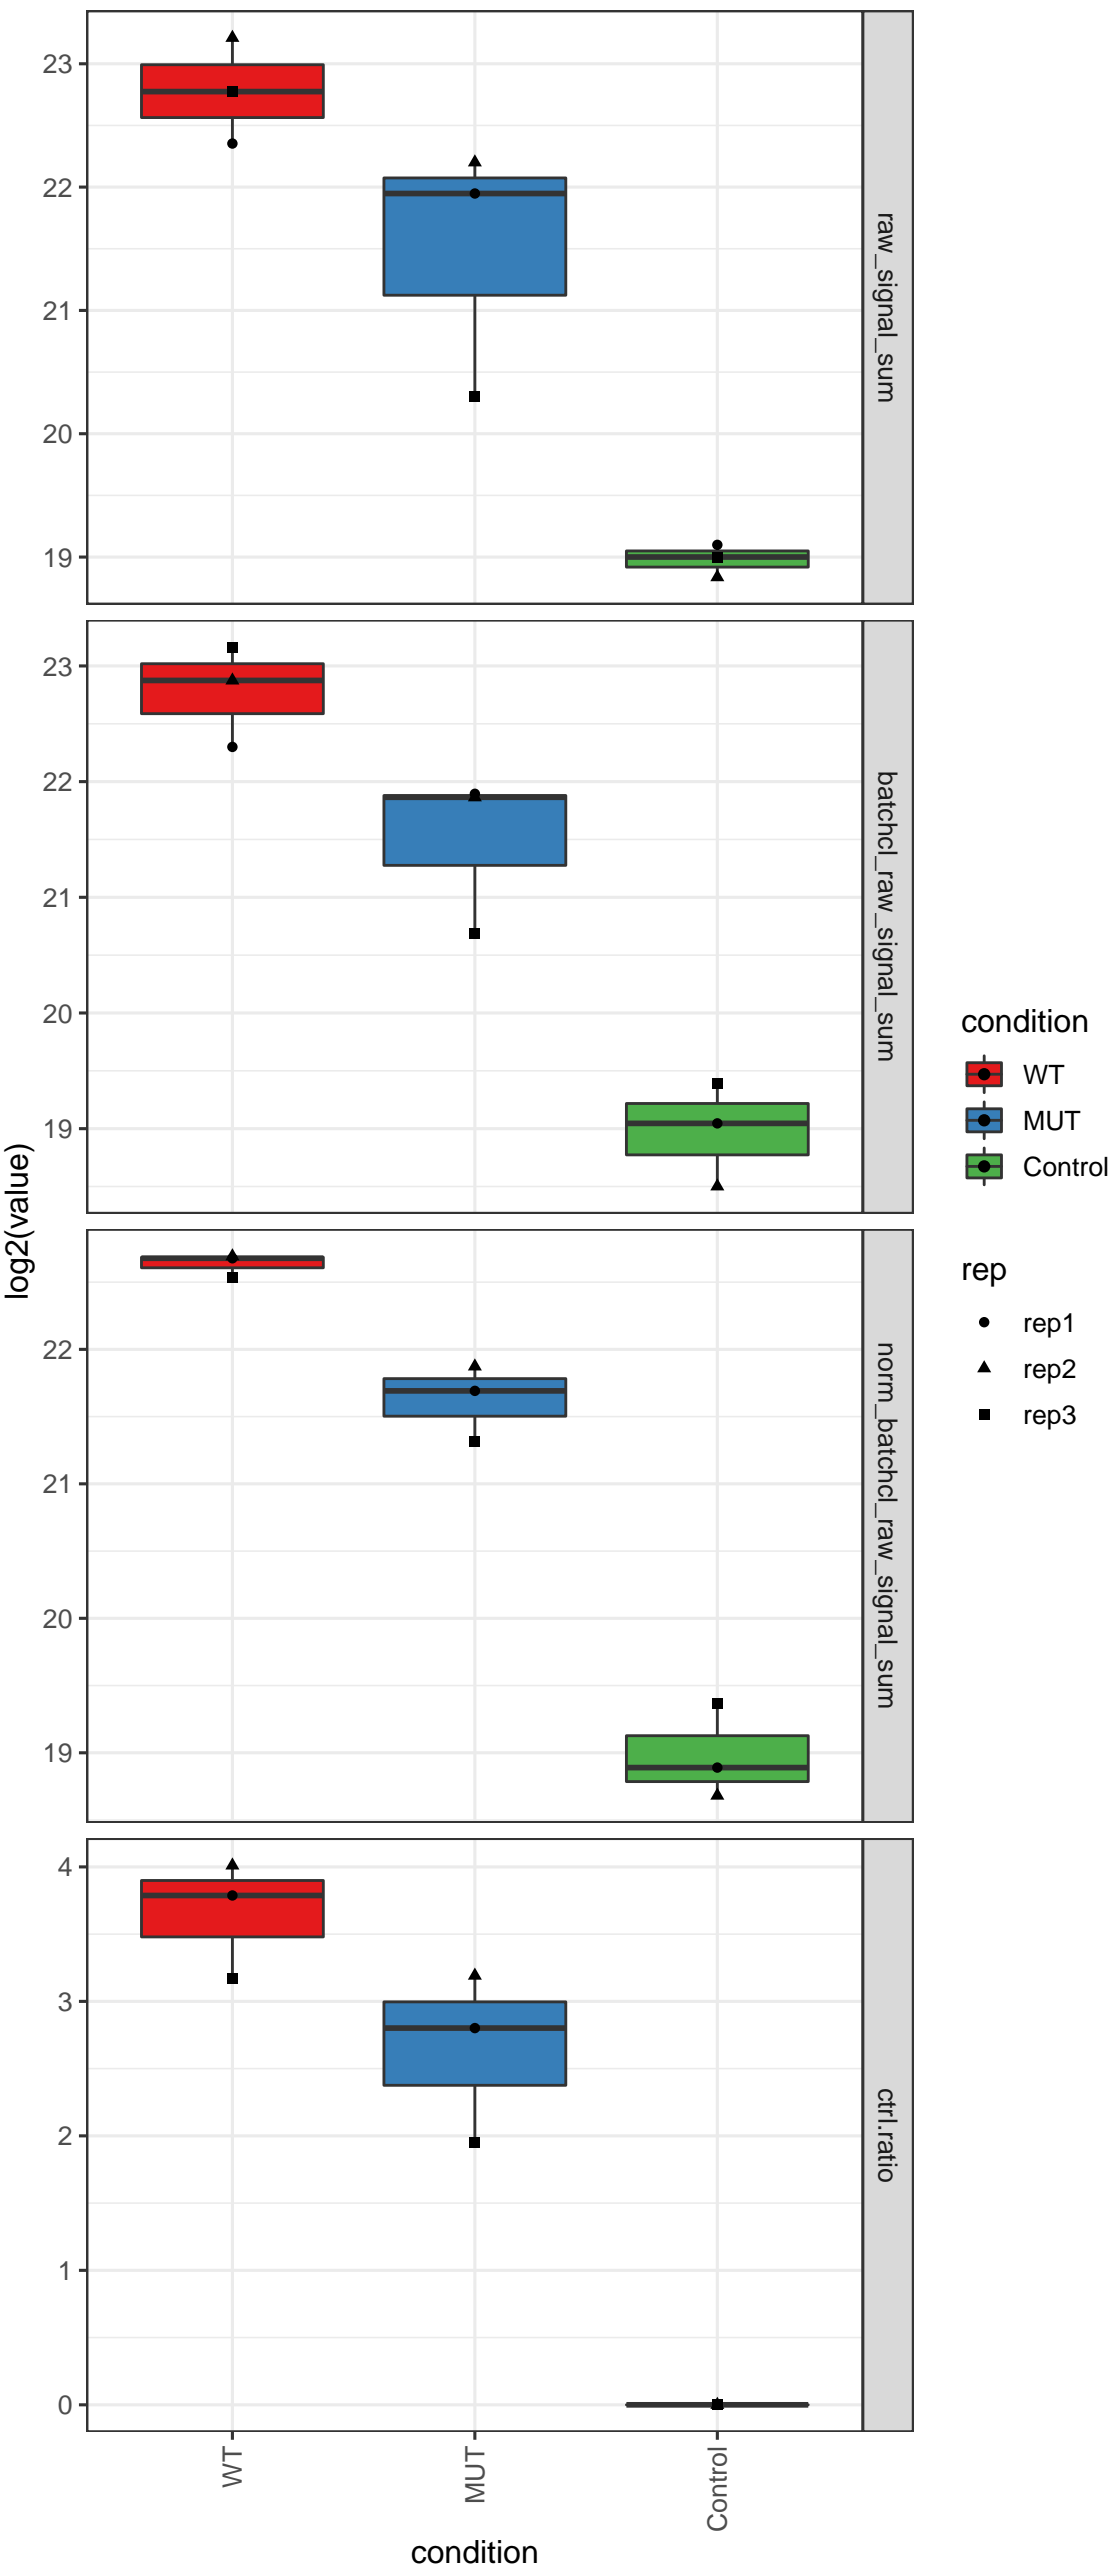 23
22
21
20
19
raw_signal_sum
23
22
21
20
19
batchcl_raw_signal_sum
22
21
20
19
norm_batchcl_raw_signal_sum
4
3
2
1
0
ctrl.ratio
log2(value)
WT
MUT
Control
condition
condition
WT
MUT
Control
rep
rep1
rep2
rep3